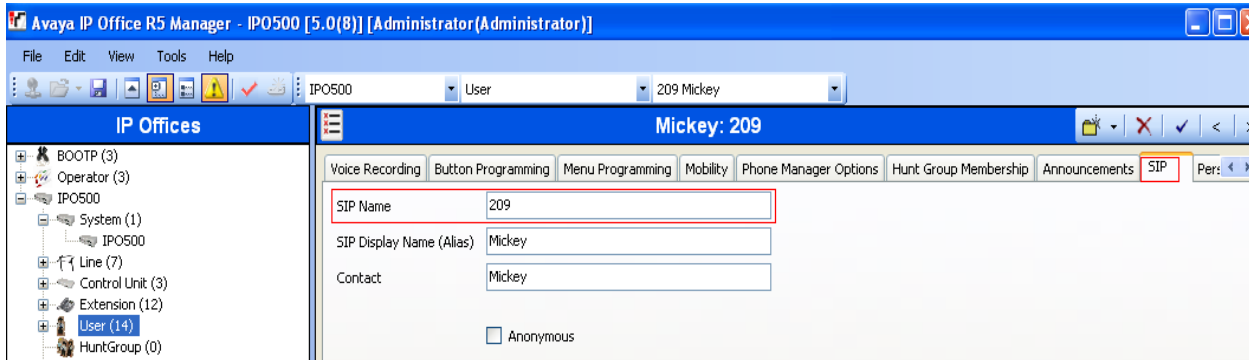 Avaya IP Office R5 Manager - IPO500 [5.0(8)] [Administrator(Administrator)]
File Edit View Tools Help
IPO500 User 209 Mickey
IP Offices
Mickey: 209
BOOTP (3)
Operator (3)
IPO500
System (1)
IPO500
Line (7)
Control Unit (3)
Extension (12)
User (14)
HuntGroup (0)
Voice Recording Button Programming Menu Programming Mobility Phone Manager Options Hunt Group Membership Announcements SIP Pers
SIP Name 209
SIP Display Name (Alias) Mickey
Contact Mickey
Anonymous